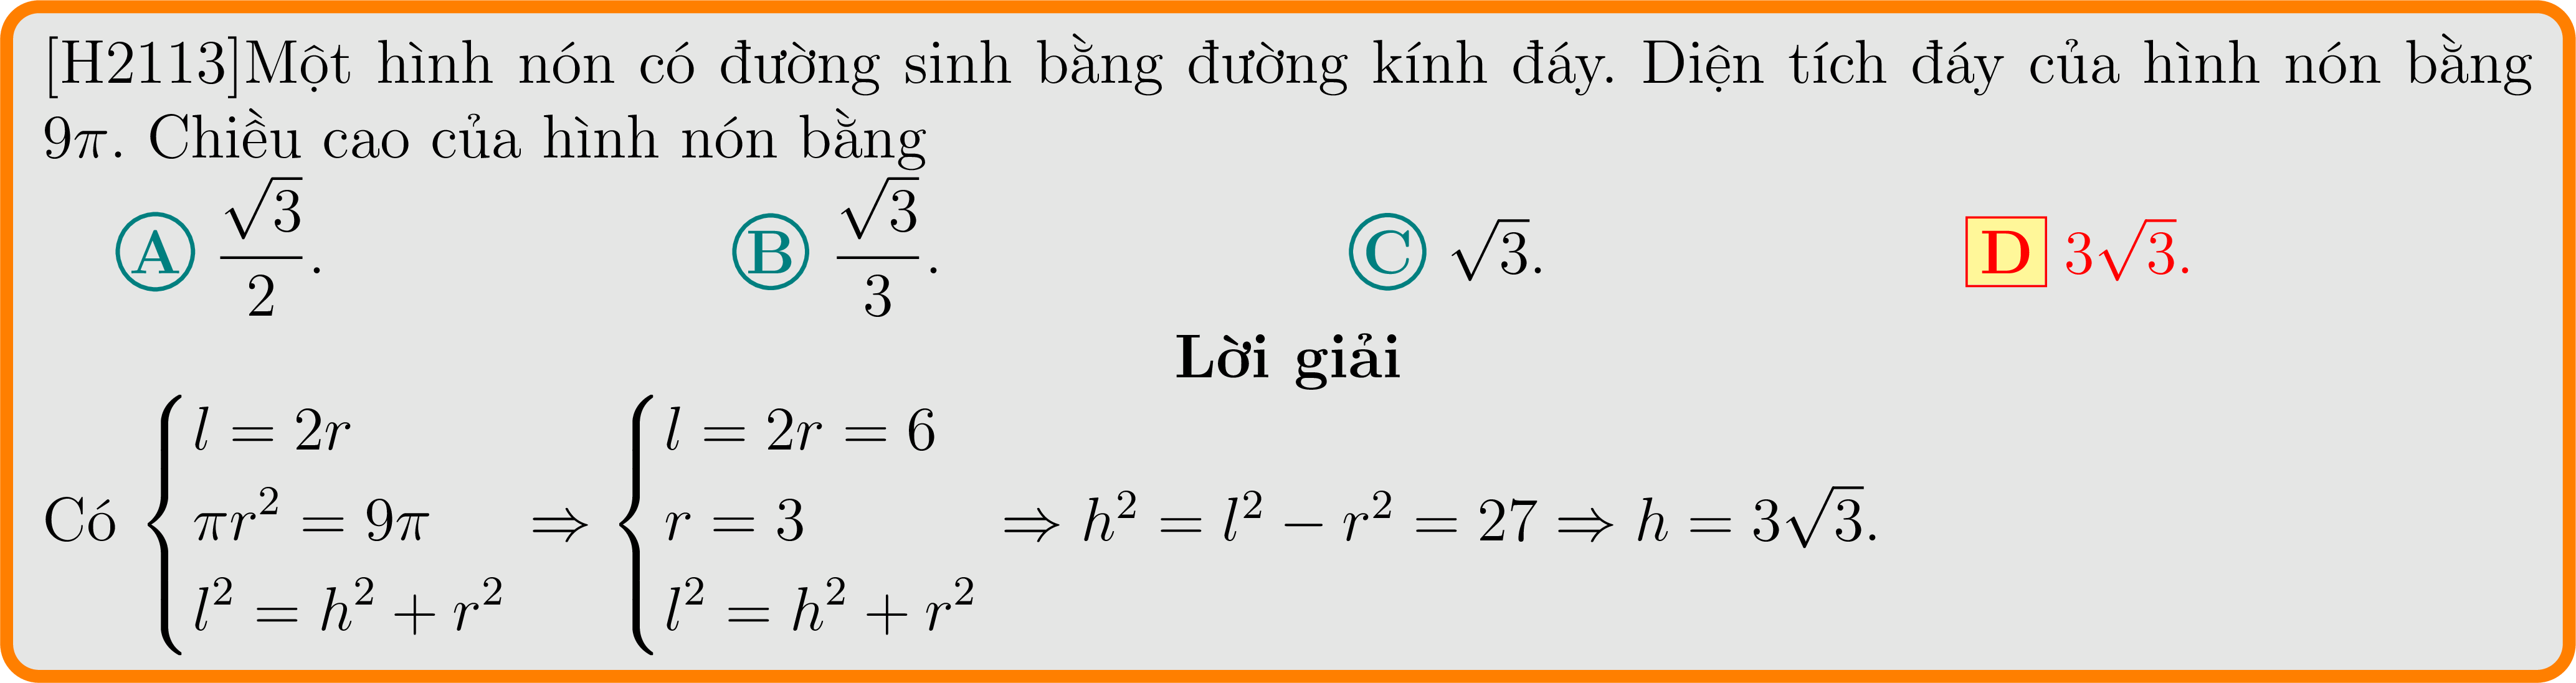 [H2113]Một hình nón có đường sinh bằng đường kính đáy. Diện tích đáy của hình nón bằng
9π. Chiều cao của hình nón bằng
A $\frac{\sqrt{3}}{2}$. B $\frac{\sqrt{3}}{3}$. C $\sqrt{3}$. D $3\sqrt{3}$.
Lời giải
Có $\begin{cases} l = 2r \\ \pi r^2 = 9\pi \\ l^2 = h^2 + r^2 \end{cases} \Rightarrow \begin{cases} l = 2r = 6 \\ r = 3 \\ l^2 = h^2 + r^2 \end{cases} \Rightarrow h^2 = l^2 - r^2 = 27 \Rightarrow h = 3\sqrt{3}.$